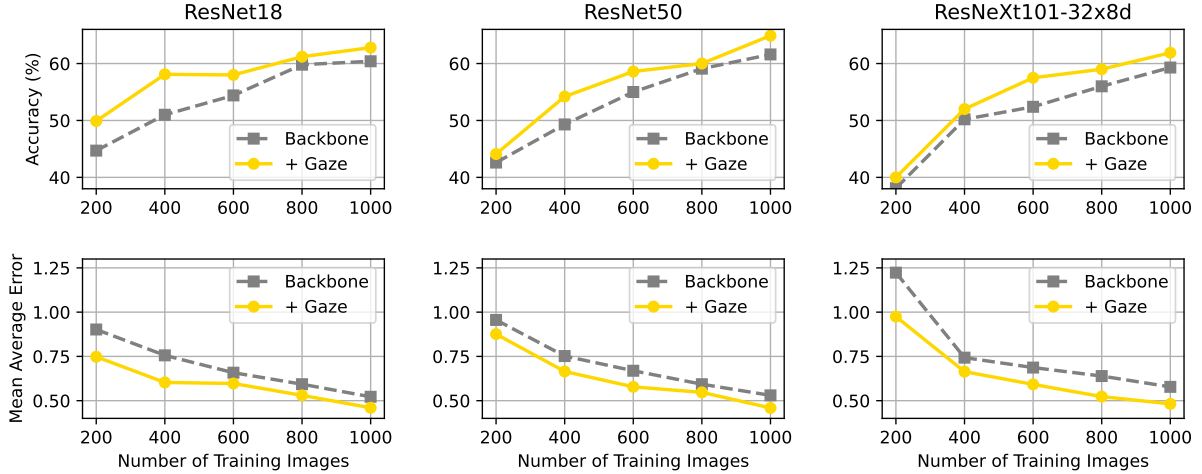 ResNet18
ResNet50
ResNeXt101-32x8d
Accuracy (%)
60
50
40
Backbone
+ Gaze
200 400 600 800 1000
60
50
40
Backbone
+ Gaze
200 400 600 800 1000
60
50
40
Backbone
+ Gaze
200 400 600 800 1000
Mean Average Error
1.25
1.00
0.75
0.50
Backbone
+ Gaze
200 400 600 800 1000
Number of Training Images
1.25
1.00
0.75
0.50
Backbone
+ Gaze
200 400 600 800 1000
Number of Training Images
1.25
1.00
0.75
0.50
Backbone
+ Gaze
200 400 600 800 1000
Number of Training Images